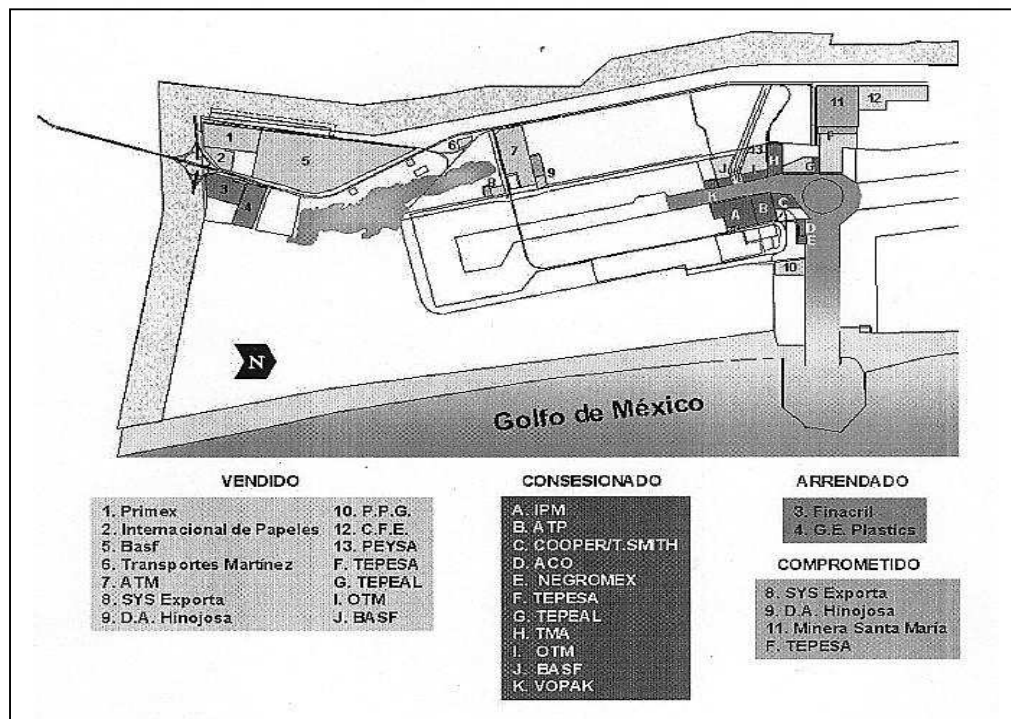 11
12
1
F
2
5
6
7
13
H
3
J
I
G
9
8
4
K
A
B
C
D
E
10
N
Golfo de México
VENDIDO
1. Primex
2. Internacional de Papeles
5. Basf
6. Transportes Martínez
7. ATM
8. SYS Exporta
9. D.A. Hinojosa
10. P.P.G.
12. C.F.E.
13. PEYSA
F. TEPESA
G. TEPEAL
I. OTM
J. BASF
CONSESIONADO
A. IPM
B. ATP
C. COOPER/T.SMITH
D. ACO
E. NEGROMEX
F. TEPESA
G. TEPEAL
H. TMA
I. OTM
J. BASF
K. VOPAK
ARRENDADO
3. Finacril
4. G.E. Plastics
COMPROMETIDO
8. SYS Exporta
9. D.A. Hinojosa
11. Minera Santa María
F. TEPESA